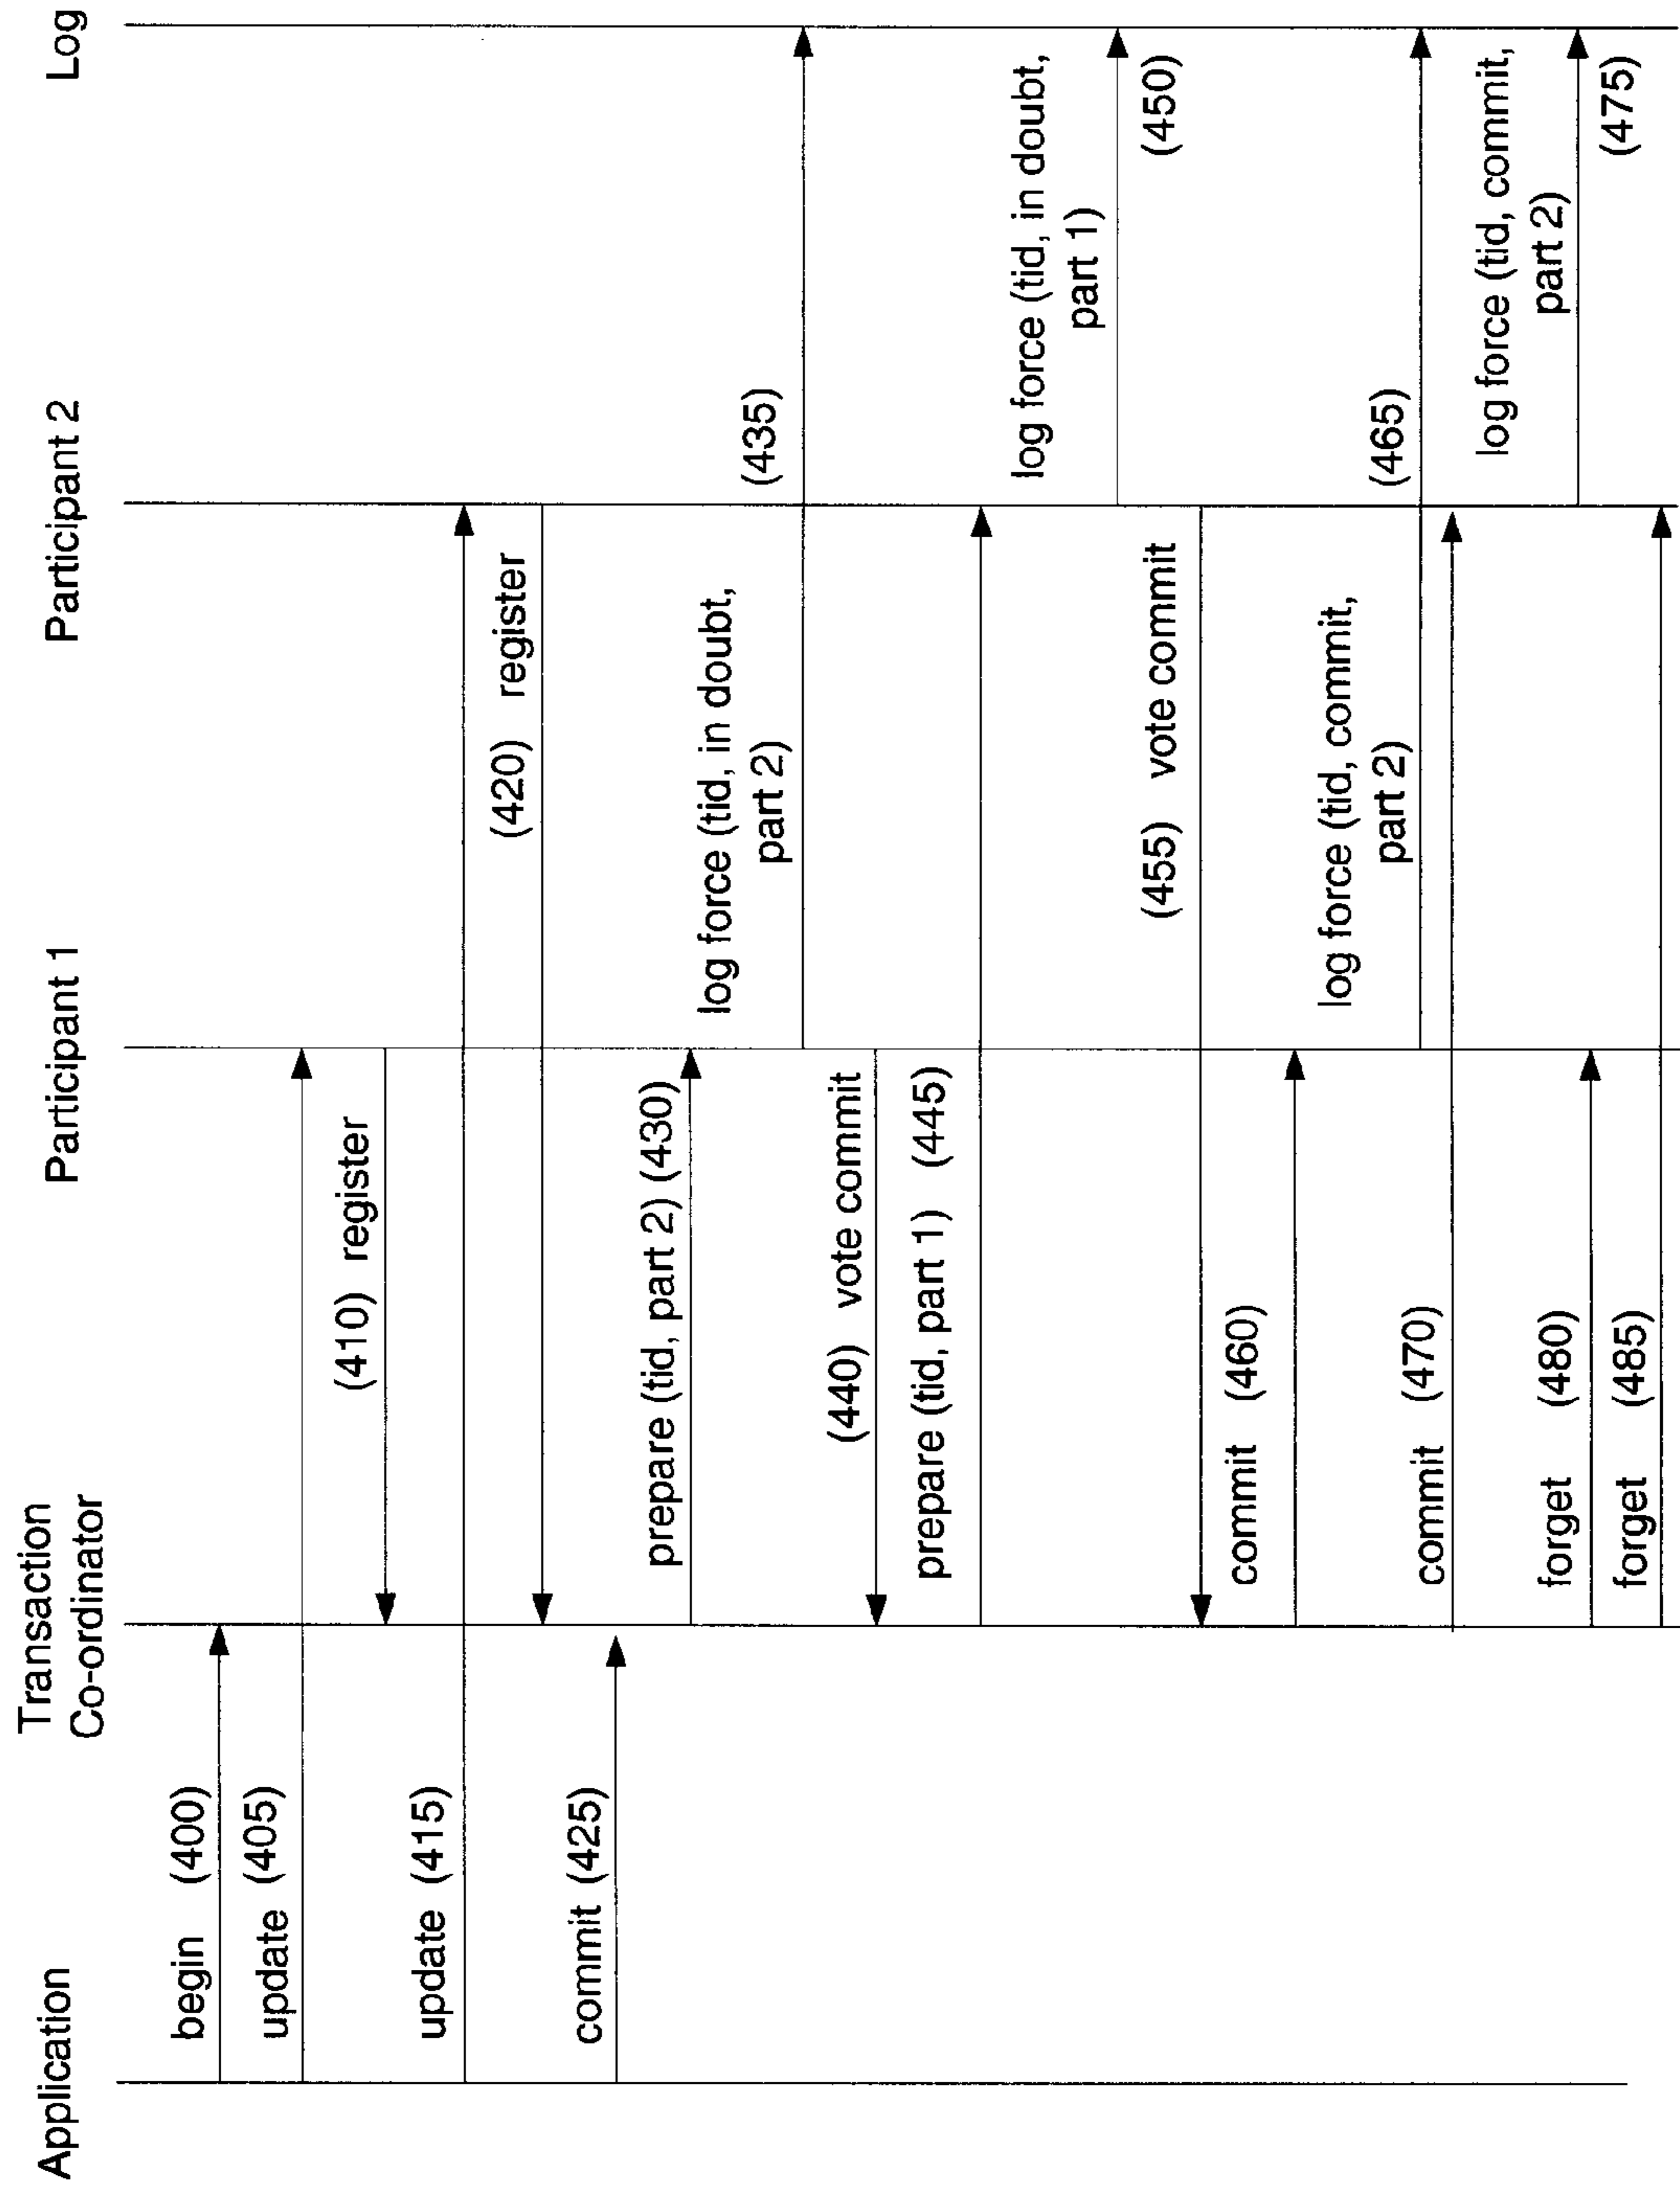 Application
Transaction
Co-ordinator
Participant 1
Participant 2
Log
begin (400)
update (405)
(410) register
update (415)
(420) register
commit (425)
prepare (tid, part 2) (430)
log force (tid, in doubt,
part 2)
(435)
(440) vote commit
prepare (tid, part 1) (445)
log force (tid, in doubt,
part 1)
(450)
(455) vote commit
commit (460)
log force (tid, commit,
part 2)
(465)
commit (470)
log force (tid, commit,
part 2)
(475)
forget (480)
forget (485)